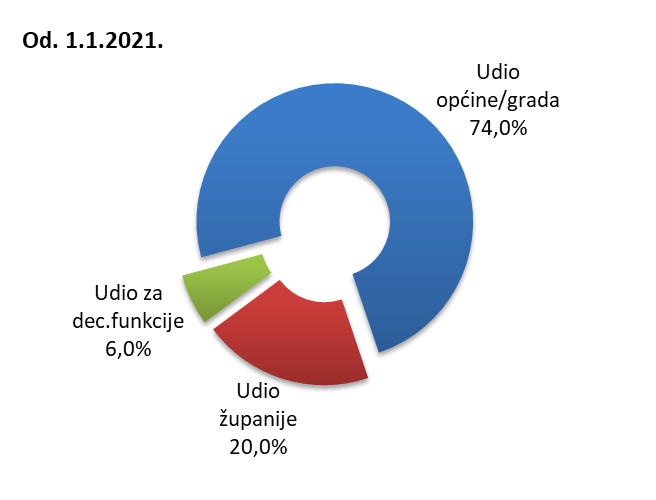 Od. 1.1.2021.
Udio
općine/grada
74,0%
Udio za
dec.funkcije
6,0%
Udio
županije
20,0%